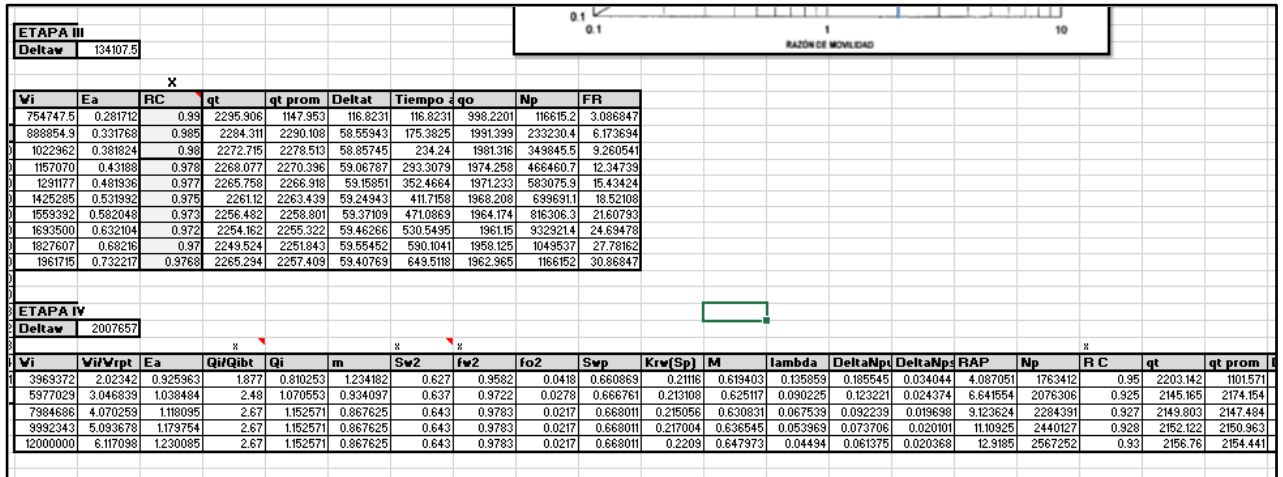 0.1
0.1 1 10
RAZÓN DE MOVILIDAD
ETAPA III
Deltaw 134107.5
X
Wi Ea RC qt qt prom Deltat Tiempo a qo Np FR
754747.5 0.281712 0.99 2295.906 1147.953 116.8231 116.8231 998.2201 116615.2 3.086847
888854.9 0.331768 0.985 2284.311 2290.108 58.55943 175.3825 1991.399 233230.4 6.173694
1022962 0.381824 0.98 2272.715 2278.513 58.85745 234.24 1981.316 349845.5 9.260541
1157070 0.43188 0.978 2268.077 2270.396 59.06787 293.3079 1974.258 466460.7 12.34739
1291177 0.481936 0.977 2265.758 2266.918 59.15851 352.4664 1971.233 583075.9 15.43424
1425285 0.531992 0.975 2261.12 2263.439 59.24943 411.7158 1968.208 699691.1 18.52108
1559392 0.582048 0.973 2256.482 2258.801 59.37109 471.0869 1964.174 816306.3 21.60793
1693500 0.632104 0.972 2254.162 2255.322 59.46266 530.5495 1961.15 932921.4 24.69478
1827607 0.68216 0.97 2249.524 2251.843 59.55452 590.1041 1958.125 1049537 27.78162
1961715 0.732217 0.9768 2265.294 2257.409 59.40769 649.5118 1962.965 1166152 30.86847
ETAPA IV
Deltaw 2007657
x x x x
Wi Wi/Wrpt Ea Qi/Qibt Qi m Sw2 fw2 fo2 Swp Krw(Sp) M lambda DeltaNpu DeltaNps RAP Np R C qt qt prom
3969372 2.02342 0.925963 1.877 0.810253 1.234182 0.627 0.9582 0.0418 0.660869 0.21116 0.619403 0.135859 0.185545 0.034044 4.087051 1763412 0.95 2203.142 1101.571
5977029 3.046839 1.038484 2.48 1.070553 0.934097 0.637 0.9722 0.0278 0.666761 0.213108 0.625117 0.090225 0.123221 0.024374 6.641554 2076306 0.925 2145.165 2174.154
7984686 4.070259 1.118095 2.67 1.152571 0.867625 0.643 0.9783 0.0217 0.668011 0.215056 0.630831 0.067539 0.092239 0.019698 9.123624 2284391 0.927 2149.803 2147.484
9992343 5.093678 1.179754 2.67 1.152571 0.867625 0.643 0.9783 0.0217 0.668011 0.217004 0.636545 0.053969 0.073706 0.020101 11.10925 2440127 0.928 2152.122 2150.963
12000000 6.117098 1.230085 2.67 1.152571 0.867625 0.643 0.9783 0.0217 0.668011 0.2209 0.647973 0.04494 0.061375 0.020368 12.9185 2567252 0.93 2156.76 2154.441